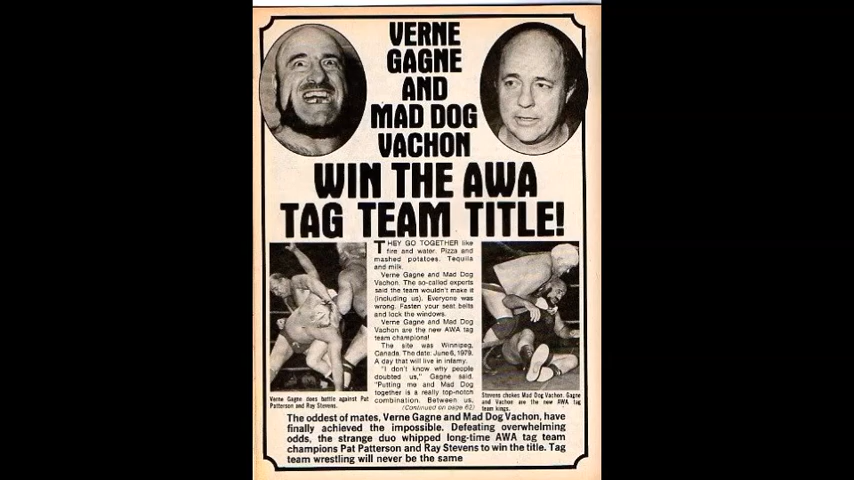 VERNE
GAGNE
AND
MAD DOG
VACHON
WIN THE AWA
TAG TEAM TITLE!
THEY GO TOGETHER like
fire and water. Pizza and
mashed potatoes. Tequila
and milk.
Verne Gagne and Mad Dog
Vachon. The so-called experts
said the team wouldn't make it
(including us). Everyone was
wrong. Fasten your seat belts
and lock the windows.
Verne Gagne and Mad Dog
Vachon are the new AWA tag
team champions!
The site was Winnipeg,
Canada. The date: June 6, 1979.
A day that will live in infamy.
"I don't know why people
doubted us," Gagne said.
"Putting me and Mad Dog
together is a really top-notch
combination. Between us,
(Continued on page 62)
Verne Gagne does battle against Pat
Patterson and Ray Stevens.
Stevens chokes Mad Dog Vachon. Gagne
and Vachon are the new AWA tag
team kings.
The oddest of mates, Verne Gagne and Mad Dog Vachon, have
finally achieved the impossible. Defeating overwhelming
odds, the strange duo whipped long-time AWA tag team
champions Pat Patterson and Ray Stevens to win the title. Tag
team wrestling will never be the same